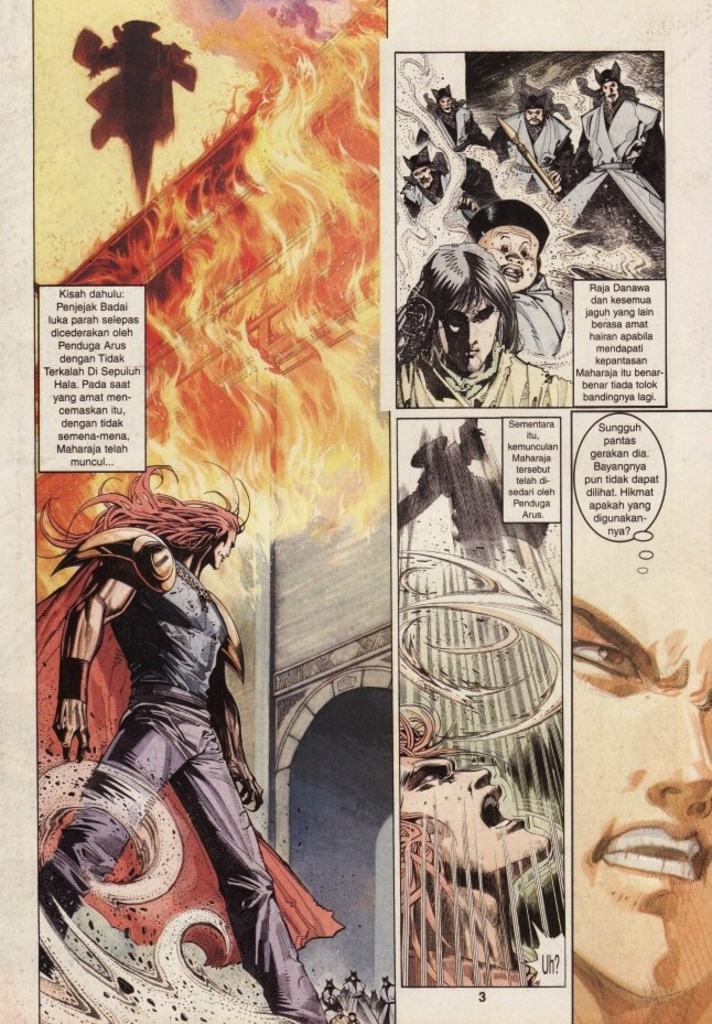 Kisah dahulu:
Penjejak Badai
luka parah selepas
dicederakan oleh
Penduga Arus
dengan Tidak
Terkalah Di Sepuluh
Hala. Pada saat
yang amat men-
cemaskan itu,
dengan tidak
semena-mena,
Maharaja telah
muncul...
Raja Danawa
dan kesemua
jaguh yang lain
berasa amat
hairan apabila
mendapati
kepantasan
Maharaja itu benar-
benar tiada tolok
bandingnya lagi.
Sementara
itu,
kemunculan
Maharaja
tersebut
telah di-
sedari oleh
Penduga
Arus.
Uh?
Sungguh
pantas
gerakan dia.
Bayangnya
pun tidak dapat
dilihat. Hikmat
apakah yang
digunakan-
nya?
3